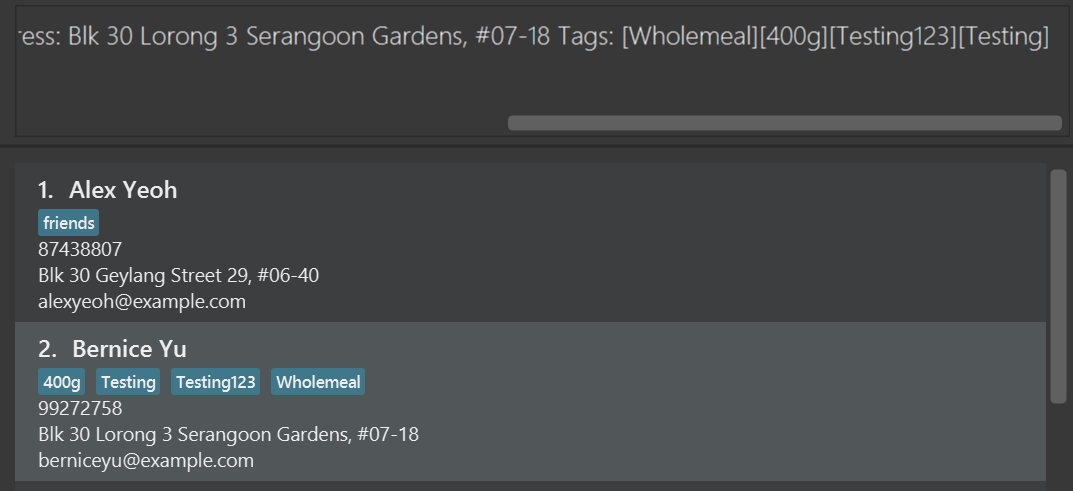 ress: Blk 30 Lorong 3 Serangoon Gardens, #07-18 Tags: [Wholemeal][400g][Testing123][Testing]
1. Alex Yeoh
friends
87438807
Blk 30 Geylang Street 29, #06-40
alexyeoh@example.com
2. Bernice Yu
400g Testing Testing123 Wholemeal
99272758
Blk 30 Lorong 3 Serangoon Gardens, #07-18
berniceyu@example.com